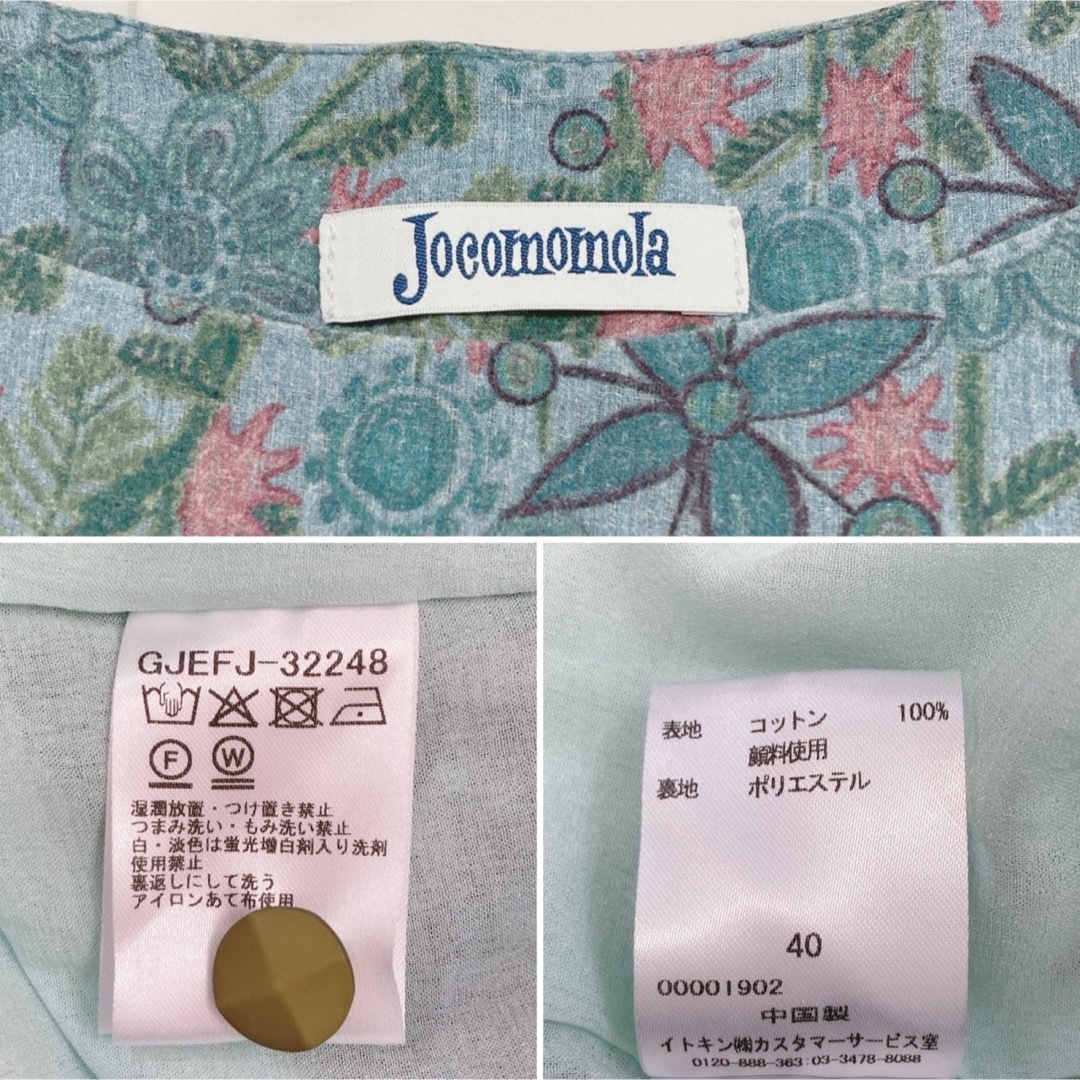 Jocomomola
GJEFJ-32248
F W
湿潤放置・つけ置き禁止
つまみ洗い・もみ洗い禁止
白・淡色は蛍光増白剤入り洗剤
使用禁止
裏返しにして洗う
アイロンあて布使用
表地 コットン 100%
顔料使用
裏地 ポリエステル
40
00001902
中国製
イトキン㈱カスタマーサービス室
0120-888-363:03-3478-8088